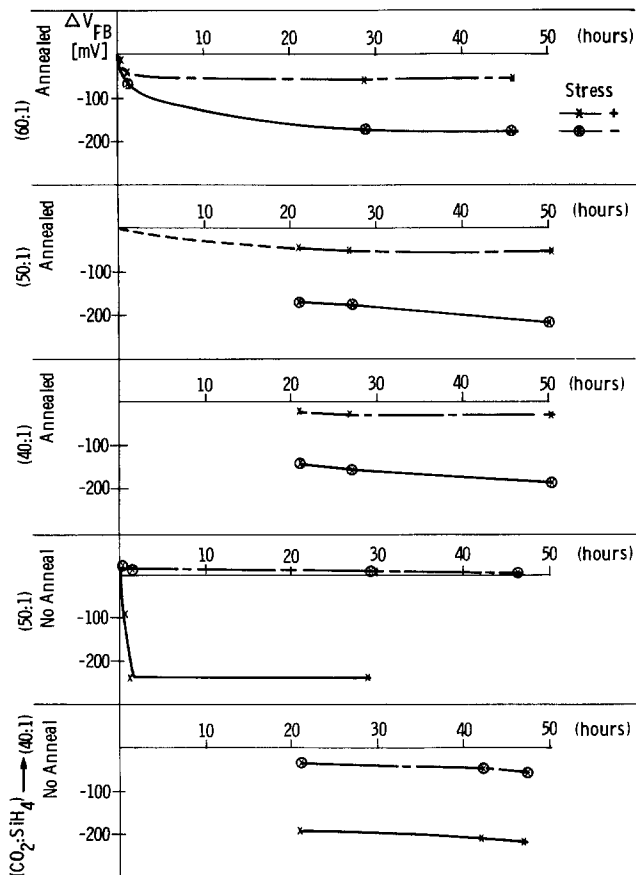 ΔV_FB
[mV]
10 20 30 40 50 (hours)
-100
-200
(60:1) Annealed
Stress
+
-
10 20 30 40 50 (hours)
-100
-200
(50:1) Annealed
10 20 30 40 50 (hours)
-100
-200
(40:1) Annealed
10 20 30 40 50 (hours)
-100
-200
(50:1) No Anneal
10 20 30 40 50 (hours)
-100
-200
(CO₂:SiH₄) → (40:1)
No Anneal